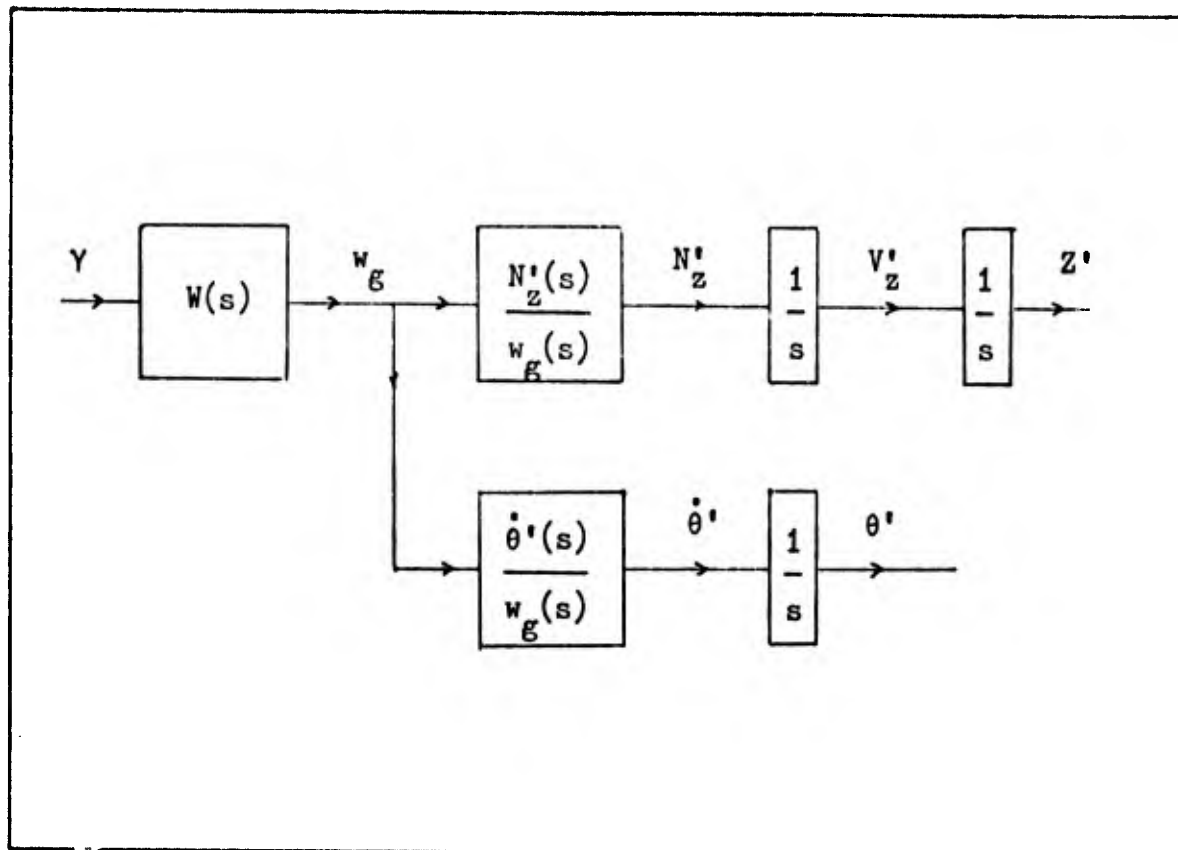 γ
W(s)
w_g
N'_z(s)
w_g(s)
N'_z
1
s
V'_z
1
s
Z'
θ̇'(s)
w_g(s)
θ̇'
1
s
θ'